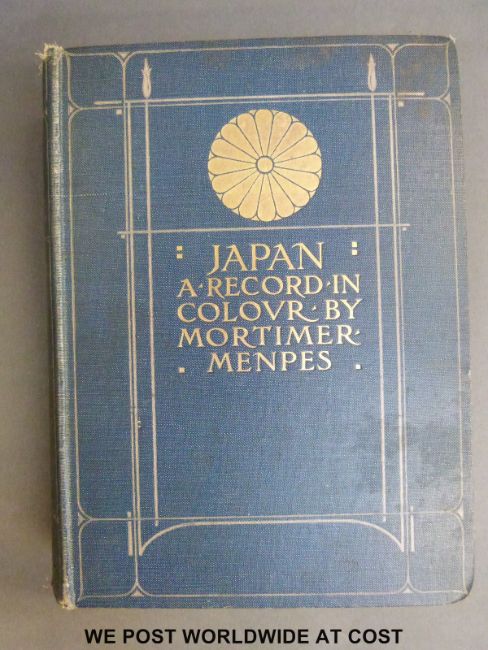 JAPAN
A·RECORD·IN
COLOVR·BY
MORTIMER·
MENPES
WE POST WORLDWIDE AT COST